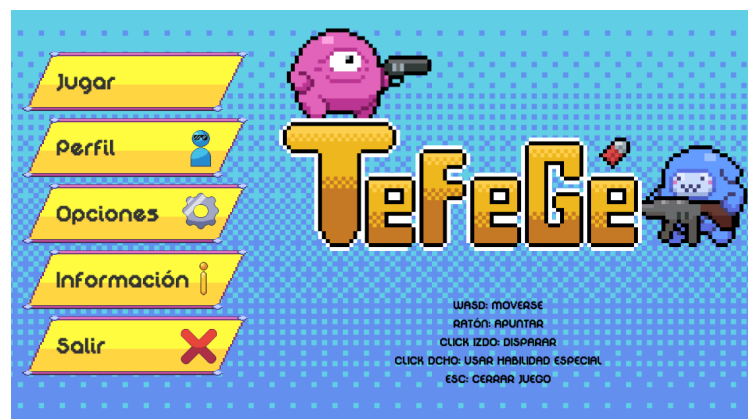 Jugar
Perfil
Opciones
Información
Salir
TeFeGé
WASD: MOVERSE
RATÓN: APUNTAR
CLICK IZDO: DISPARAR
CLICK DCHO: USAR HABILIDAD ESPECIAL
ESC: CERRAR JUEGO